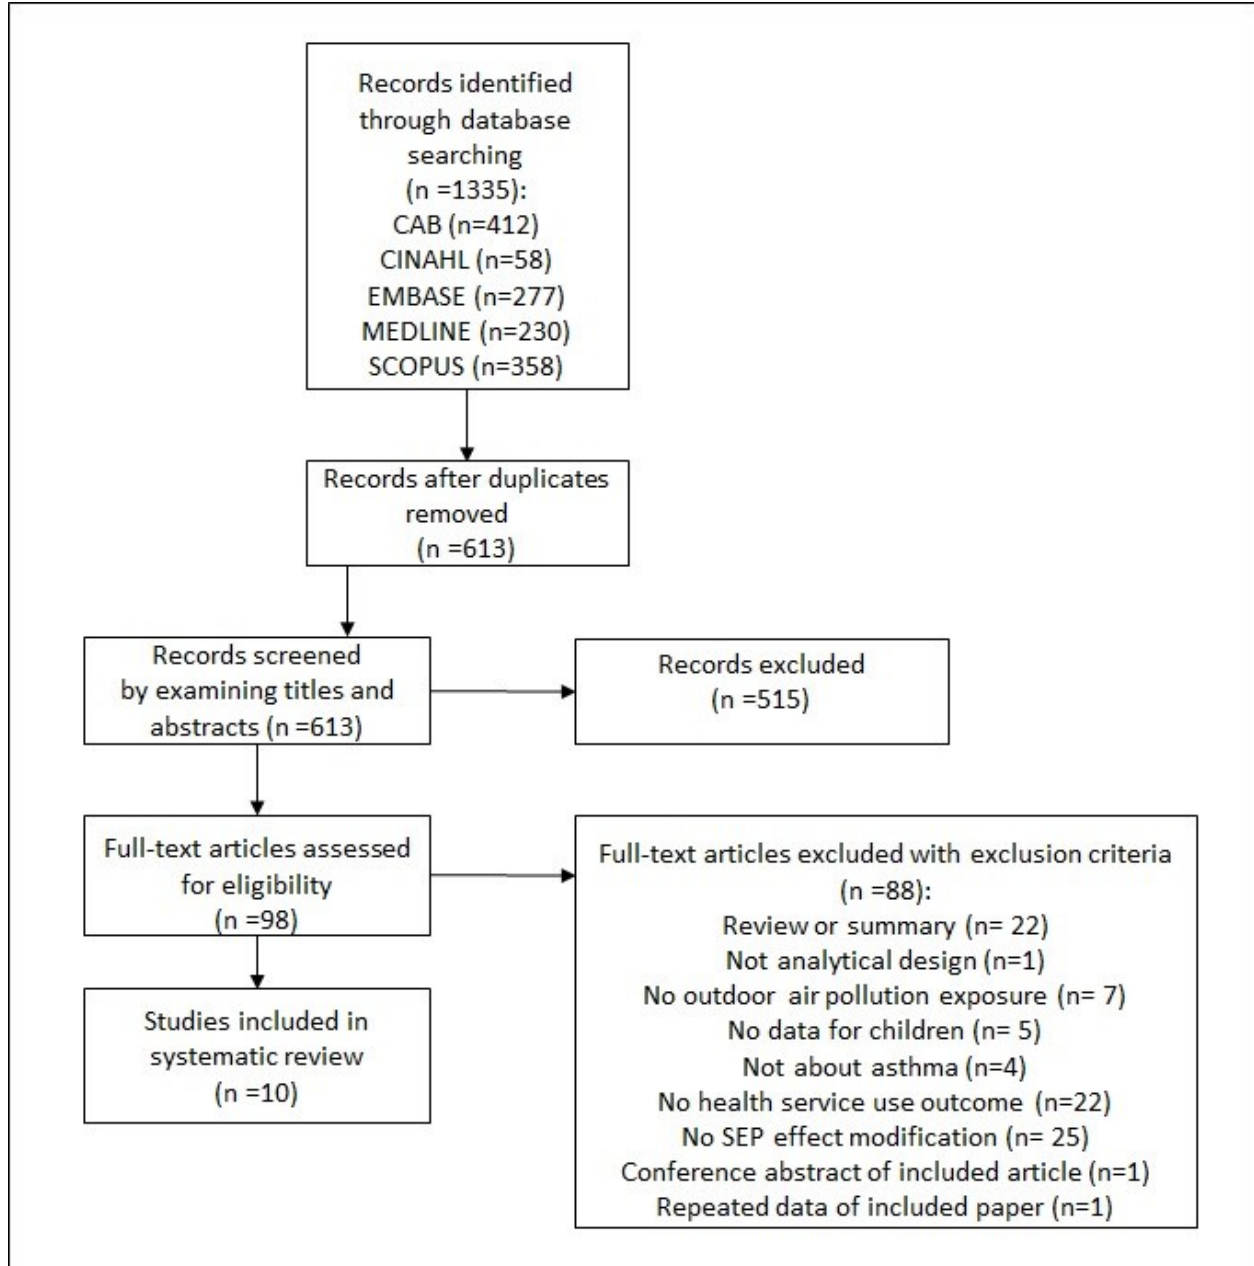 Records identified
through database
searching
(n =1335):
CAB (n=412)
CINAHL (n=58)
EMBASE (n=277)
MEDLINE (n=230)
SCOPUS (n=358)
Records after duplicates
removed
(n =613)
Records screened
by examining titles and
abstracts (n =613)
Records excluded
(n =515)
Full-text articles assessed
for eligibility
(n =98)
Full-text articles excluded with exclusion criteria
(n =88):
Review or summary (n= 22)
Not analytical design (n=1)
No outdoor air pollution exposure (n= 7)
No data for children (n= 5)
Not about asthma (n=4)
No health service use outcome (n=22)
No SEP effect modification (n= 25)
Conference abstract of included article (n=1)
Repeated data of included paper (n=1)
Studies included in
systematic review
(n =10)